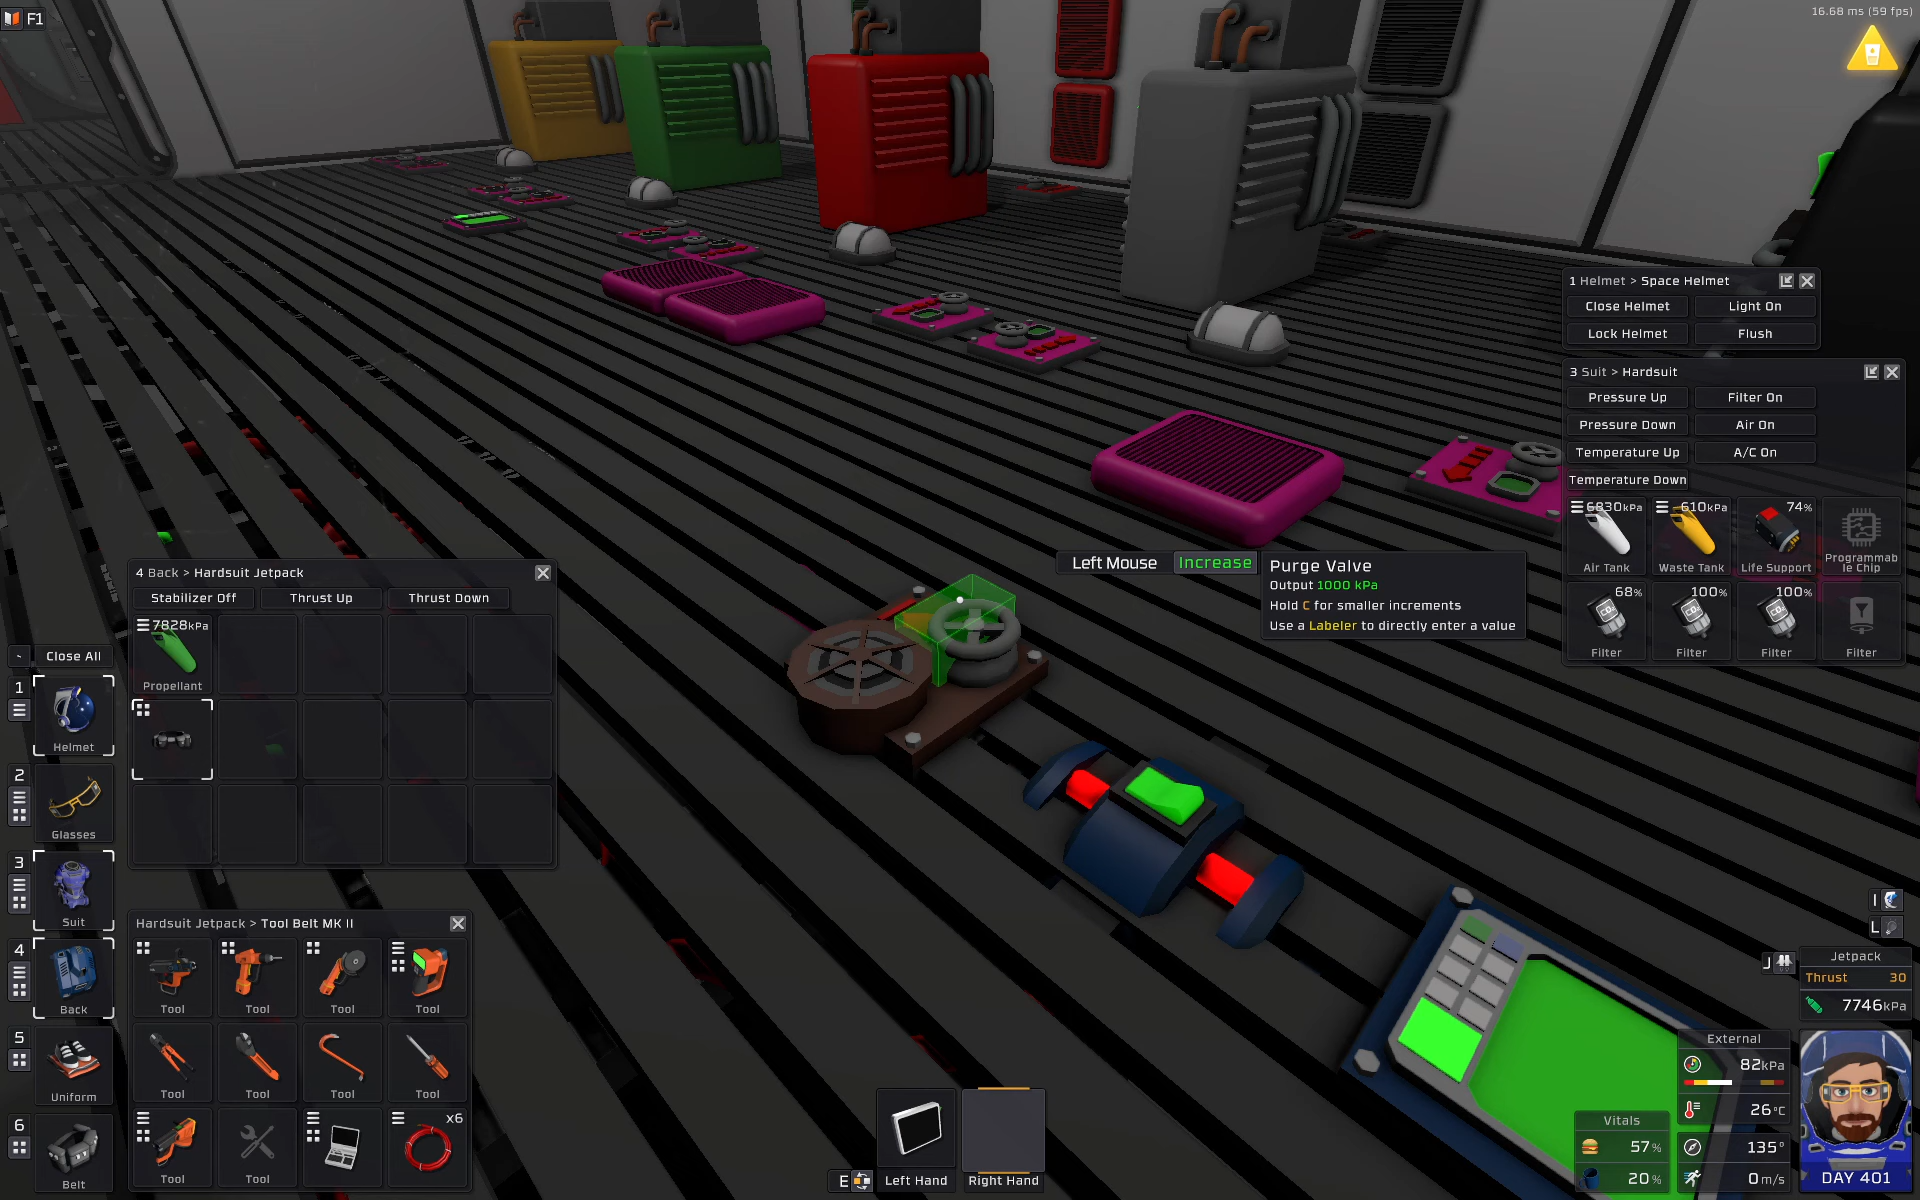 F1
16.68 ms (59 fps)
1 Helmet > Space Helmet
Close Helmet
Light On
Lock Helmet
Flush
3 Suit > Hardsuit
Pressure Up
Filter On
Pressure Down
Air On
Temperature Up
A/C On
Temperature Down
6830kPa
610kPa
74%
Air Tank
Waste Tank
Life Support
Programmab
le Chip
68%
100%
100%
Filter
Filter
Filter
Filter
Left Mouse
Increase
Purge Valve
Output 1000 kPa
Hold C for smaller increments
Use a Labeler to directly enter a value
4 Back > Hardsuit Jetpack
Stabilizer Off
Thrust Up
Thrust Down
7828kPa
Propellant
~
Close All
1
Helmet
2
Glasses
3
Suit
4
Back
5
Uniform
6
Belt
Hardsuit Jetpack > Tool Belt MK II
Tool
Tool
Tool
Tool
Tool
Tool
Tool
Tool
x6
Tool
Tool
E
Left Hand
Right Hand
I
L
J
Jetpack
Thrust 30
7746kPa
External
82kPa
26°C
135°
0m/s
Vitals
57%
20%
DAY 401